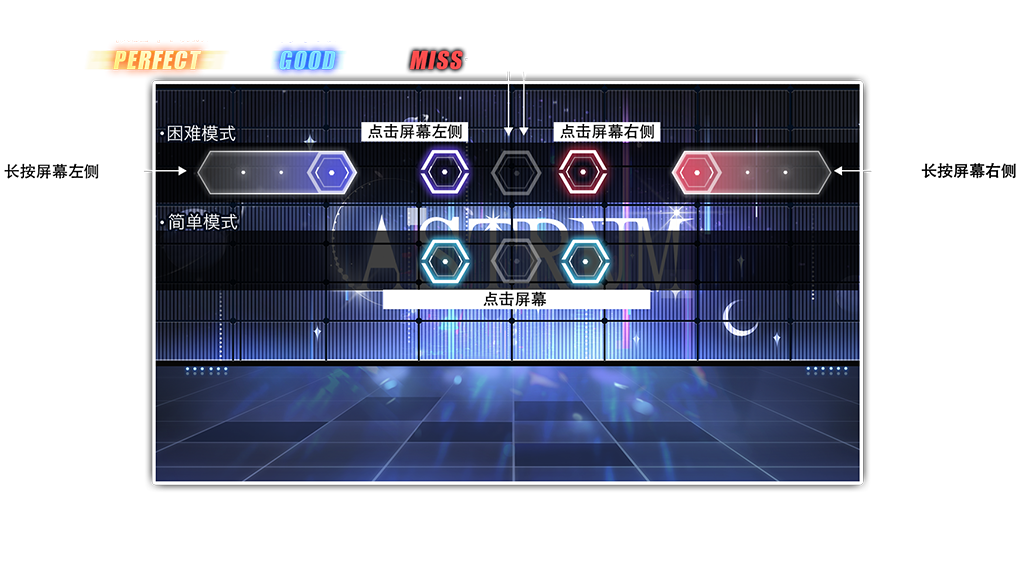 PERFECT GOOD MISS
·困难模式
点击屏幕左侧 点击屏幕右侧
长按屏幕左侧 长按屏幕右侧
·简单模式
ASTRUM
点击屏幕